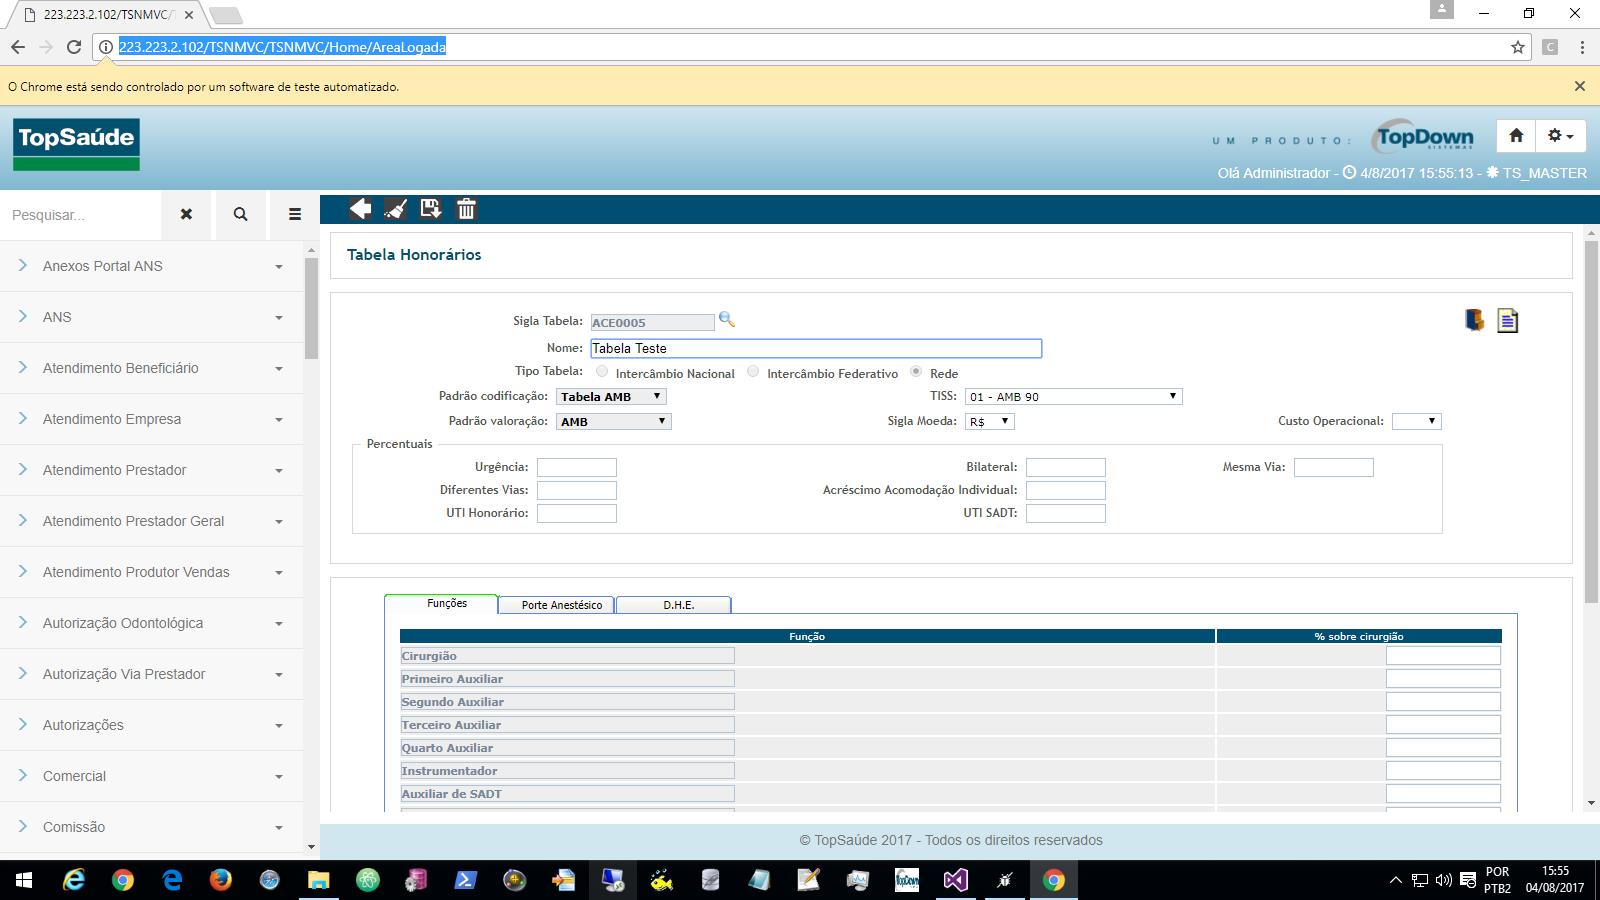 223.223.2.102/TSNMVC/T
223.223.2.102/TSNMVC/TSNMVC/Home/AreaLogada
C
O Chrome está sendo controlado por um software de teste automatizado.
TopSaúde
UM PRODUTO:
TopDown
SISTEMAS
Olá Administrador - 4/8/2017 15:55:13 - TS_MASTER
Pesquisar...
Anexos Portal ANS
ANS
Atendimento Beneficiário
Atendimento Empresa
Atendimento Prestador
Atendimento Prestador Geral
Atendimento Produtor Vendas
Autorização Odontológica
Autorização Via Prestador
Autorizações
Comercial
Comissão
Tabela Honorários
Sigla Tabela: ACE0005
Nome: Tabela Teste
Tipo Tabela: Intercâmbio Nacional Intercâmbio Federativo Rede
Padrão codificação: Tabela AMB TISS: 01 - AMB 90
Padrão valoração: AMB Sigla Moeda: R$ Custo Operacional:
Percentuais
Urgência: Bilateral: Mesma Via:
Diferentes Vias: Acréscimo Acomodação Individual:
UTI Honorário: UTI SADT:
Funções Porte Anestésico D.H.E.
Função % sobre cirurgião
Cirurgião
Primeiro Auxiliar
Segundo Auxiliar
Terceiro Auxiliar
Quarto Auxiliar
Instrumentador
Auxiliar de SADT
© TopSaúde 2017 - Todos os direitos reservados
TopDown
POR
PTB2
15:55
04/08/2017